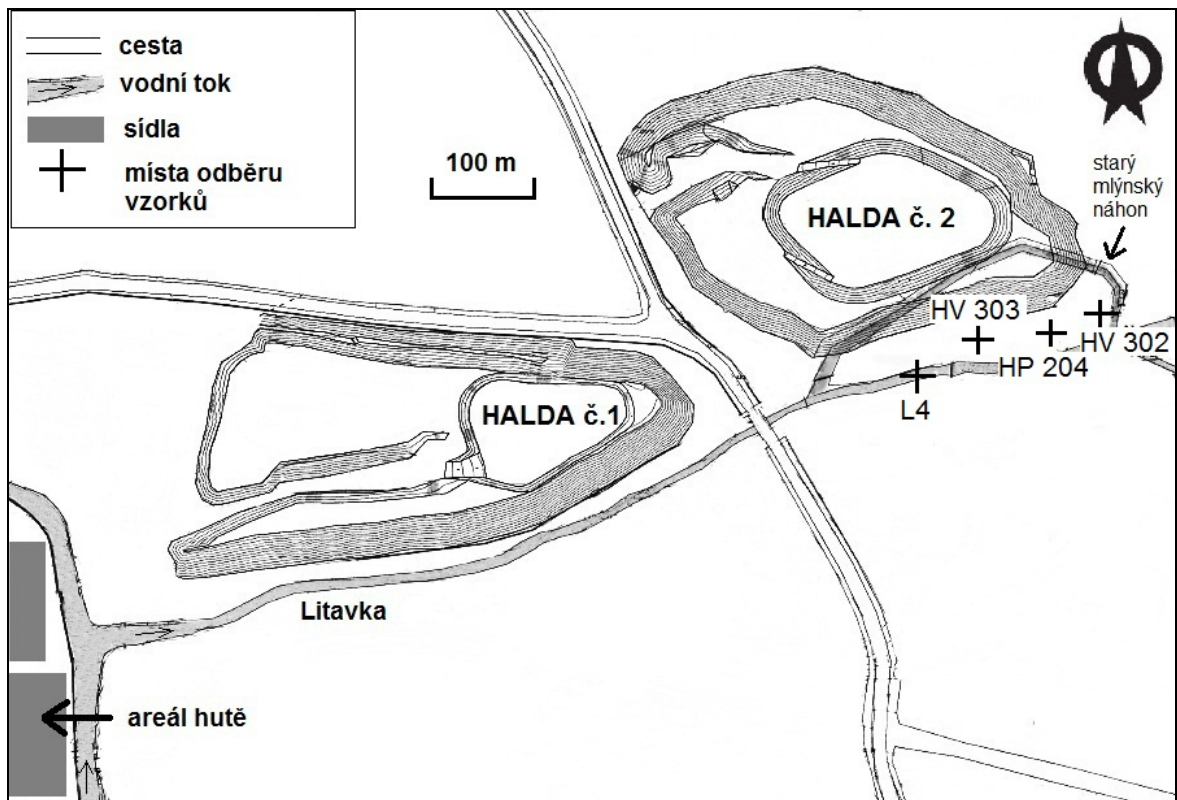 cesta
vodní tok
sídla
místa odběru
vzorků
100 m
starý
mlýnský
náhon
HALDA č. 2
HV 303
HV 302
HP 204
L4
HALDA č.1
Litavka
areál hutě